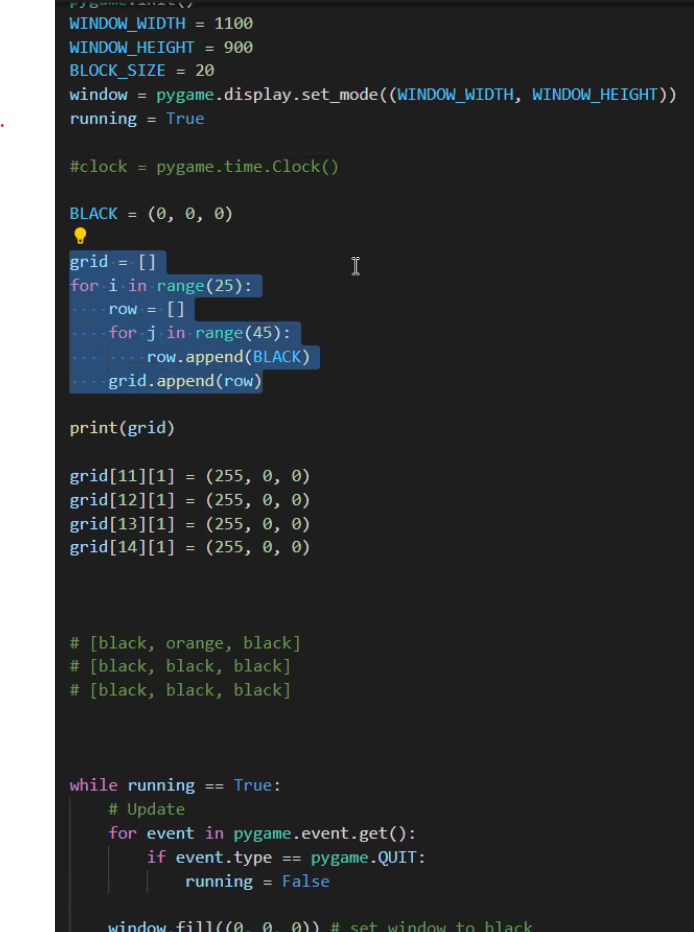 pygame.init()
WINDOW_WIDTH = 1100
WINDOW_HEIGHT = 900
BLOCK_SIZE = 20
window = pygame.display.set_mode((WINDOW_WIDTH, WINDOW_HEIGHT))
running = True
#clock = pygame.time.Clock()
BLACK = (0, 0, 0)
grid = []
for i in range(25):
    row = []
    for j in range(45):
        row.append(BLACK)
    grid.append(row)
print(grid)
grid[11][1] = (255, 0, 0)
grid[12][1] = (255, 0, 0)
grid[13][1] = (255, 0, 0)
grid[14][1] = (255, 0, 0)
# [black, orange, black]
# [black, black, black]
# [black, black, black]
while running == True:
    # Update
    for event in pygame.event.get():
        if event.type == pygame.QUIT:
            running = False
    window.fill((0, 0, 0)) # set window to black